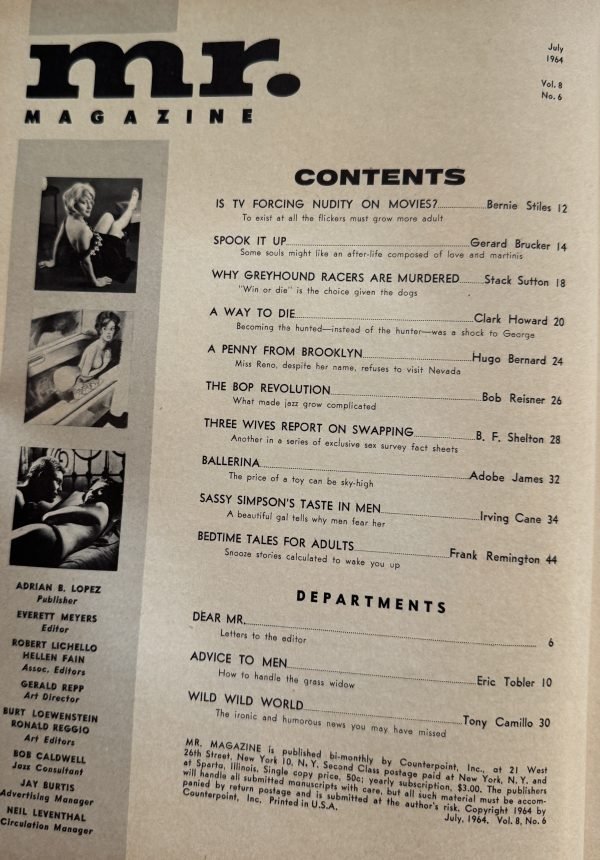 mr.
MAGAZINE
July
1964
Vol. 8
No. 6
CONTENTS
IS TV FORCING NUDITY ON MOVIES?..........Bernie Stiles 12
To exist at all the flickers must grow more adult
SPOOK IT UP..........Gerard Brucker 14
Some souls might like an after-life composed of love and martinis
WHY GREYHOUND RACERS ARE MURDERED..........Stack Sutton 18
"Win or die" is the choice given the dogs
A WAY TO DIE..........Clark Howard 20
Becoming the hunted—instead of the hunter—was a shock to George
A PENNY FROM BROOKLYN..........Hugo Bernard 24
Miss Reno, despite her name, refuses to visit Nevada
THE BOP REVOLUTION..........Bob Reisner 26
What made jazz grow complicated
THREE WIVES REPORT ON SWAPPING..........B. F. Shelton 28
Another in a series of exclusive sex survey fact sheets
BALLERINA..........Adobe James 32
The price of a toy can be sky-high
SASSY SIMPSON'S TASTE IN MEN..........Irving Cane 34
A beautiful gal tells why men fear her
BEDTIME TALES FOR ADULTS..........Frank Remington 44
Snooze stories calculated to wake you up
DEPARTMENTS
DEAR MR...........6
Letters to the editor
ADVICE TO MEN..........Eric Tobler 10
How to handle the grass widow
WILD WILD WORLD..........Tony Camillo 30
The ironic and humorous news you may have missed
ADRIAN B. LOPEZ
Publisher
EVERETT MEYERS
Editor
ROBERT LICHELLO
HELLEN FAIN
Assoc. Editors
GERALD REPP
Art Director
BURT LOEWENSTEIN
RONALD REGGIO
Art Editors
BOB CALDWELL
Jazz Consultant
JAY BURTIS
Advertising Manager
NEIL LEVENTHAL
Circulation Manager
MR. MAGAZINE is published bi-monthly by Counterpoint, Inc., at 21 West
26th Street, New York 10, N. Y. Second Class postage paid at New York, N. Y. and
at Sparta, Illinois. Single copy price, 50c; yearly subscription, $3.00. The publishers
will handle all submitted manuscripts with care, but all such material must be accom-
panied by return postage and is submitted at the author's risk. Copyright 1964 by
Counterpoint, Inc. Printed in U.S.A.
July, 1964. Vol. 8, No. 6